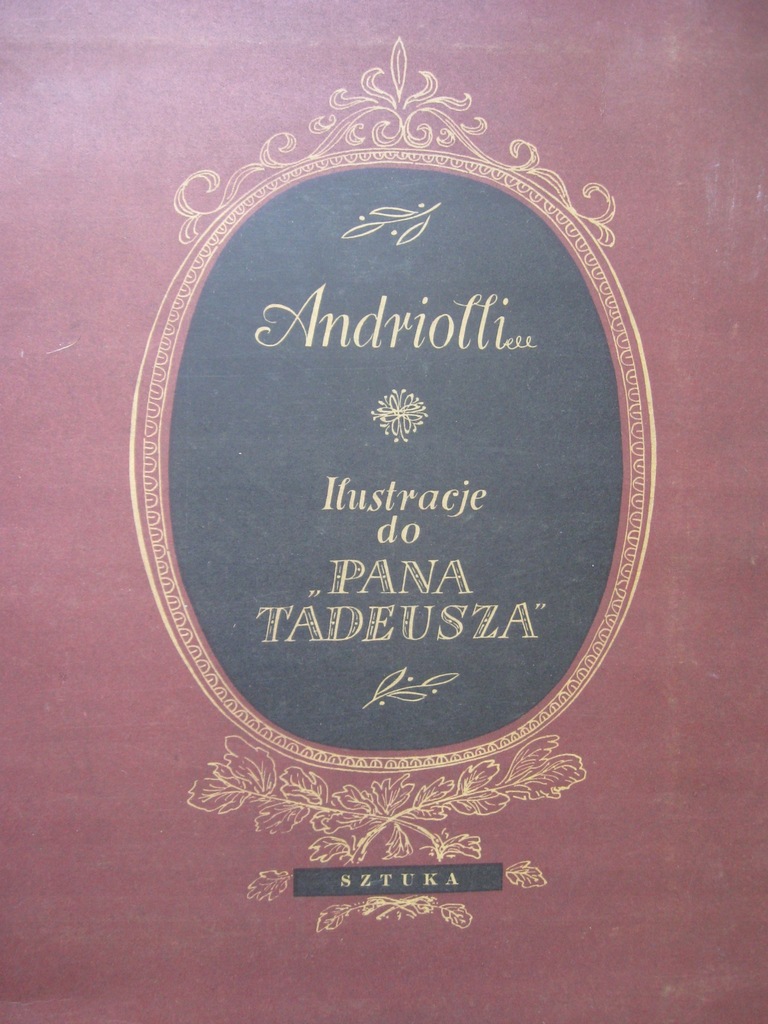 Andriolli
Ilustracje
do
„PANA
TADEUSZA”
SZTUKA